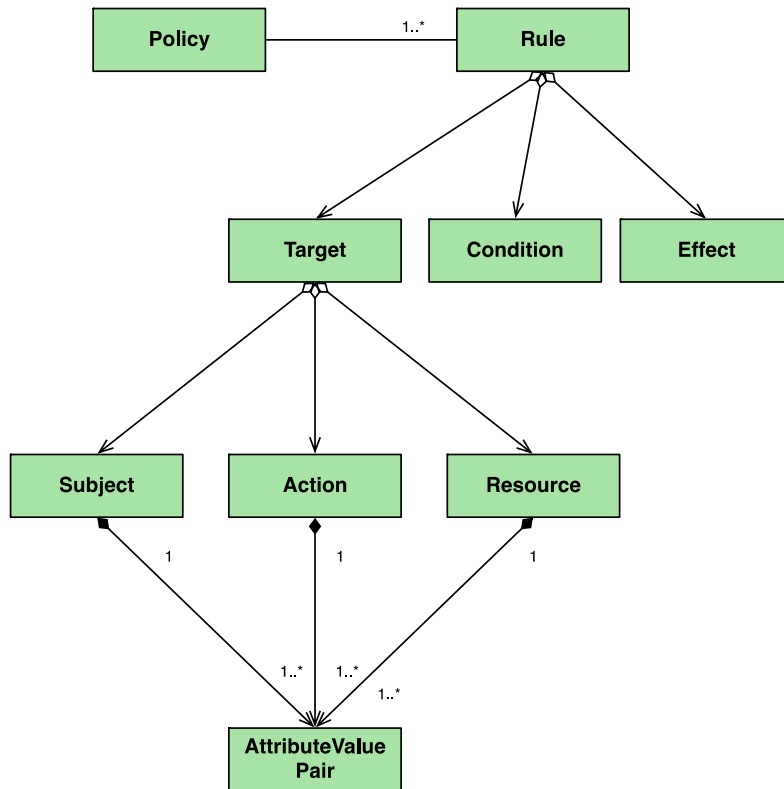 Policy
1..*
Rule
Target
Condition
Effect
Subject
Action
Resource
1
1
1
1..*
1..*
1..*
AttributeValue
Pair